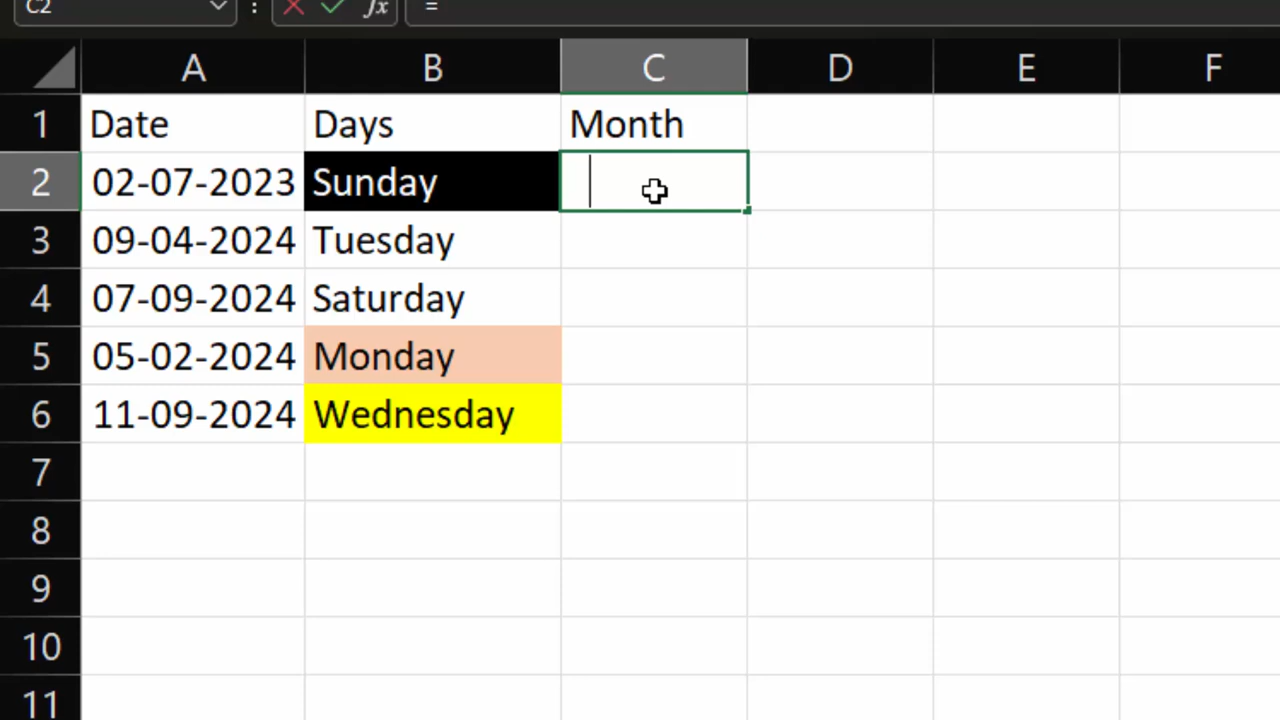 C2 : fx =
A B C D E F
1 Date Days Month
2 02-07-2023 Sunday
3 09-04-2024 Tuesday
4 07-09-2024 Saturday
5 05-02-2024 Monday
6 11-09-2024 Wednesday
7
8
9
10
11